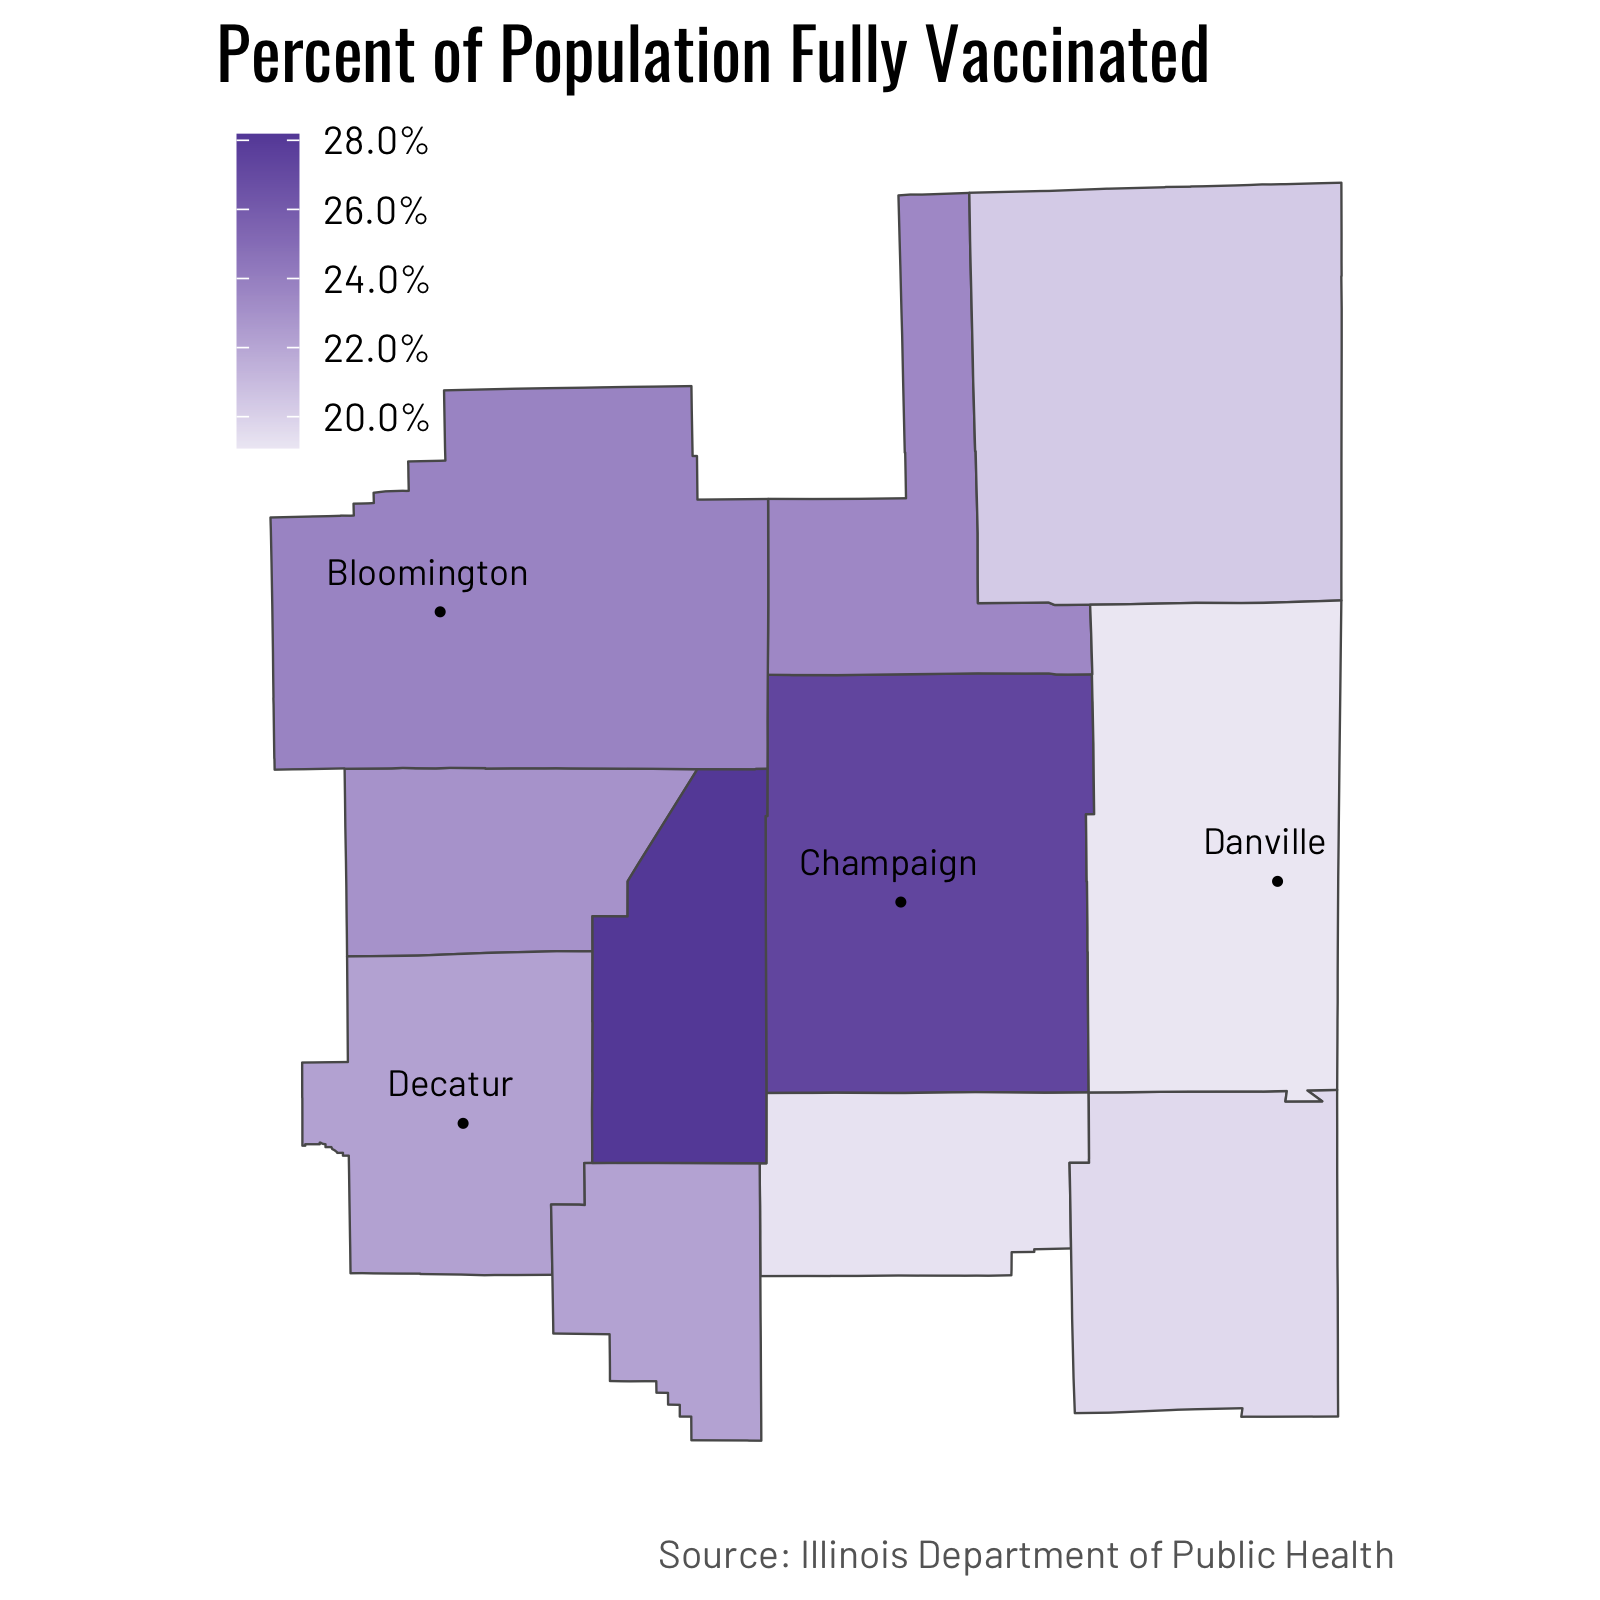 Percent of Population Fully Vaccinated
28.0%
26.0%
24.0%
22.0%
20.0%
Bloomington
Danville
Champaign
Decatur
Source: Illinois Department of Public Health